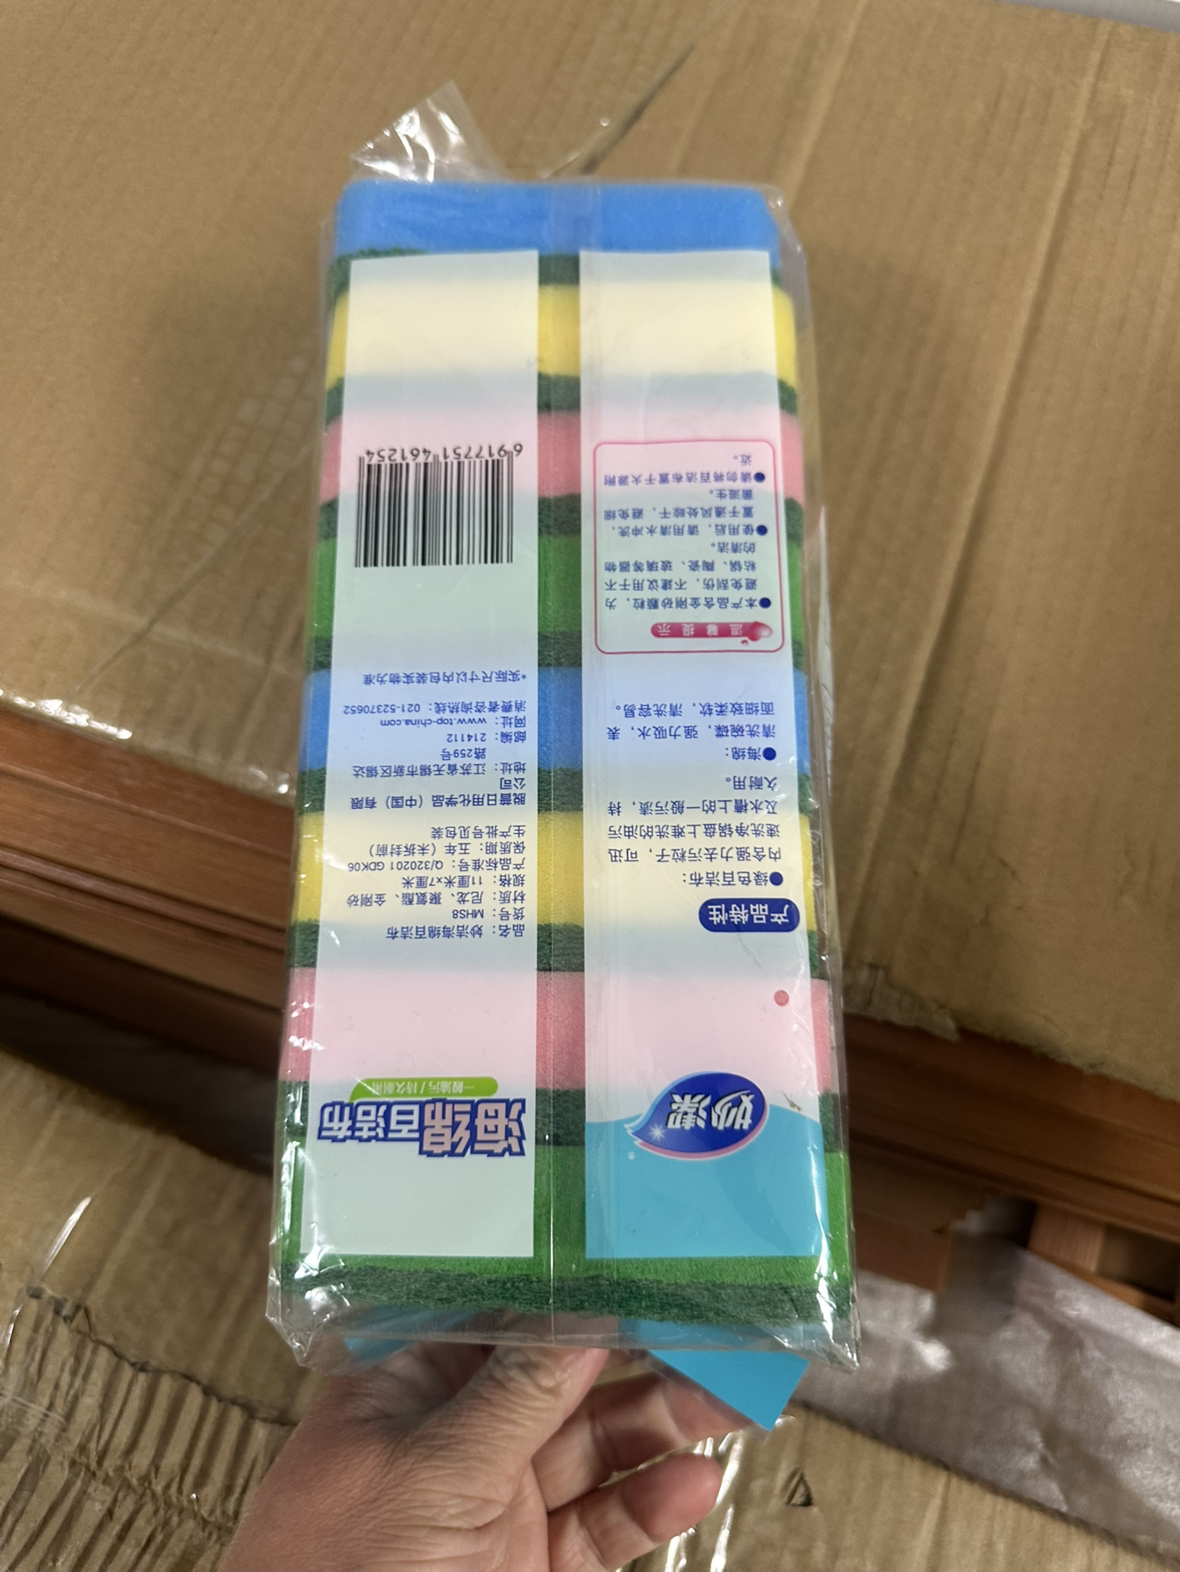 妙潔
产品特性
●绿色百洁布：
内含强力去污粒子，可迅
速洗净锅盘上难洗的油污
及水槽上的一般污渍，持
久耐用。
●海绵：
清洗碗碟，强力吸水，表
面细致柔软，清洗容易。
温馨提示
●本产品含金刚砂颗粒，为
避免刮伤，不建议用于不
粘锅、陶瓷、玻璃等器物
的清洁。
●使用后，请用清水冲洗，
置于通风处晾干，避免细
菌滋生。
●请勿将百洁布置于火源附
近。
海绵百洁布
一般油污/持久耐用
品名：妙洁海绵百洁布
货号：MHS8
材质：尼龙、聚氨酯、金刚砂
规格：11厘米×7厘米
产品标准号：Q/320201 GDK06
保质期：五年（未拆封前）
生产批号见包装
脱普日用化学品（中国）有限
公司
地址：江苏省无锡市新区锡达
路259号
邮编：214112
网址：www.top-china.com
消费者咨询热线：021-52370652
*实际尺寸以内包装实物为准
6 917751 461254